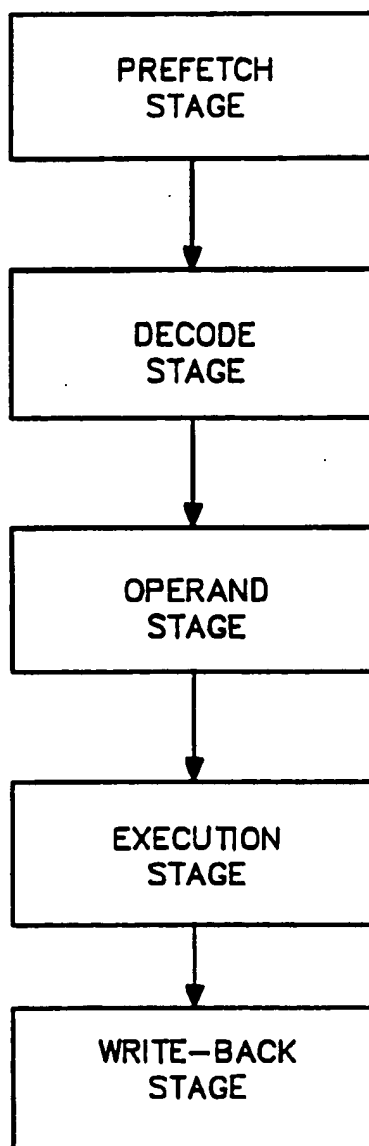 PREFETCH
STAGE
DECODE
STAGE
OPERAND
STAGE
EXECUTION
STAGE
WRITE-BACK
STAGE